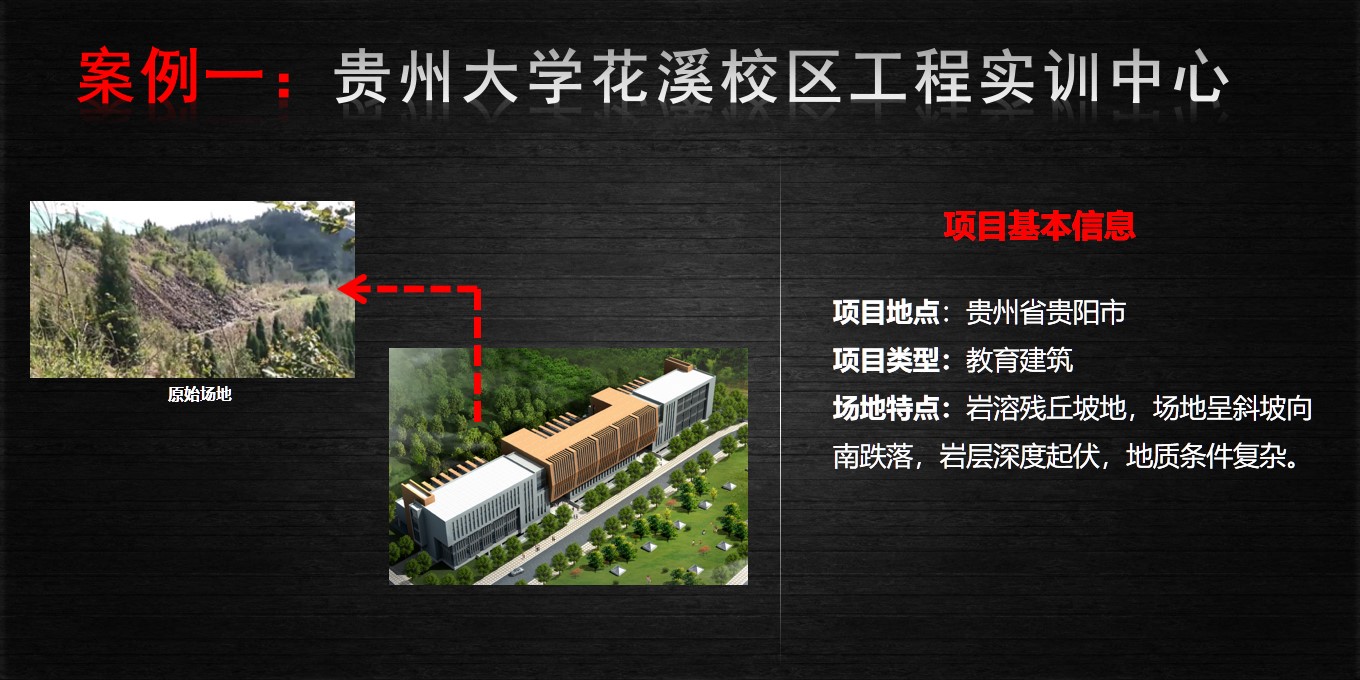 案例一：贵州大学花溪校区工程实训中心
原始场地
项目基本信息
项目地点：贵州省贵阳市
项目类型：教育建筑
场地特点：岩溶残丘坡地，场地呈斜坡向
南跌落，岩层深度起伏，地质条件复杂。